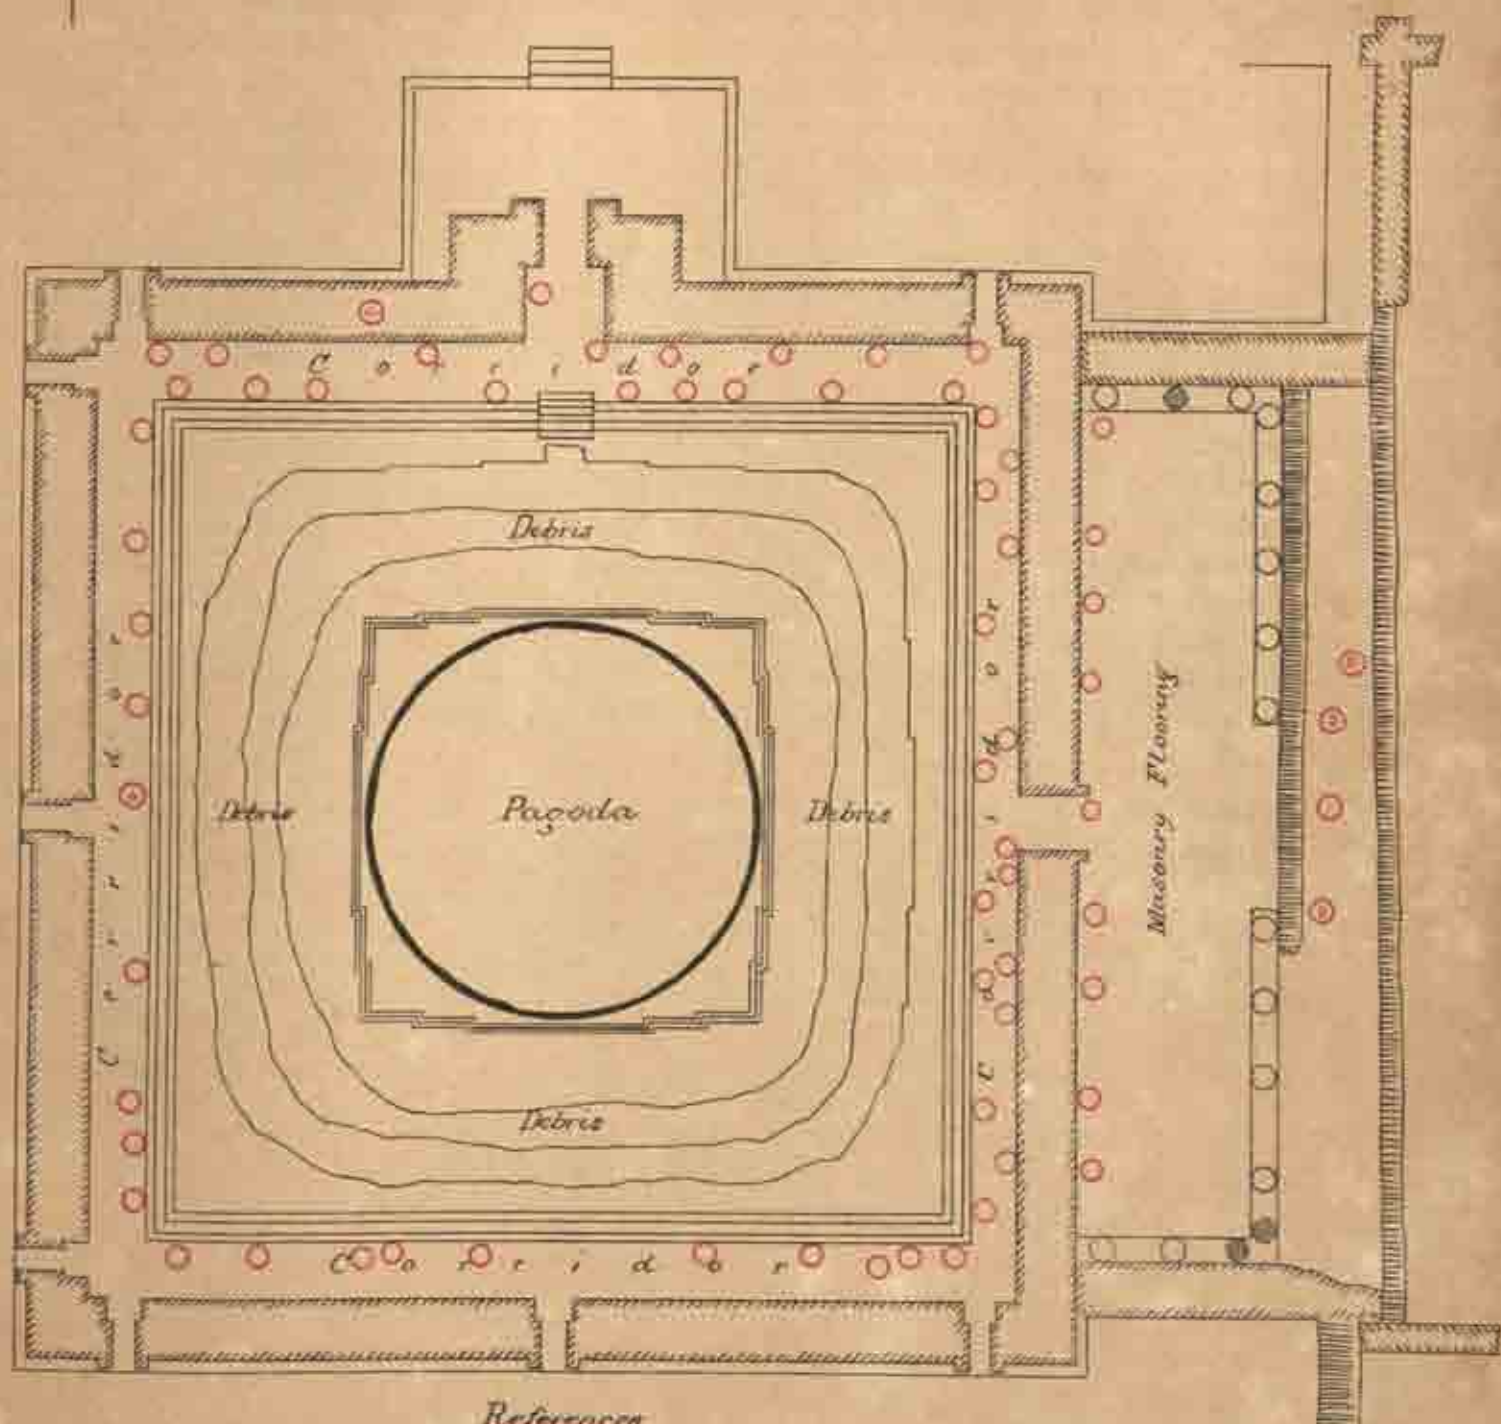 Corridor
Debris
Corridor
Debris
Pagoda
Debris
Masonry Flooring
Corridor
Debris
Corridor
References